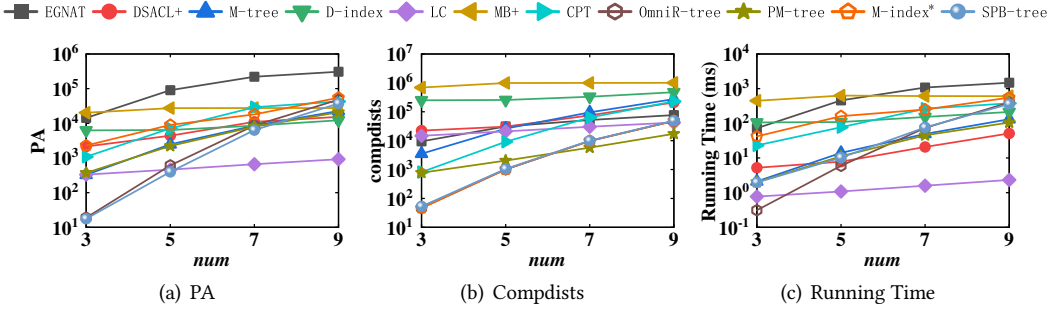 EGNAT DSACL+ M-tree D-index LC MB+ CPT OmniR-tree PM-tree M-index* SPB-tree
PA
10^6
10^5
10^4
10^3
10^2
10^1
3 5 7 9
num
(a) PA
compdists
10^7
10^6
10^5
10^4
10^3
10^2
10^1
3 5 7 9
num
(b) Compdists
Running Time (ms)
10^4
10^3
10^2
10^1
10^0
10^-1
3 5 7 9
num
(c) Running Time